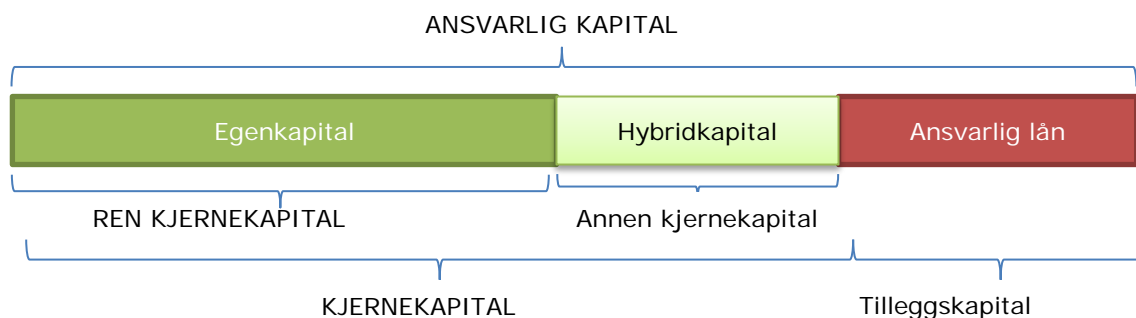 ANSVARLIG KAPITAL
Egenkapital
Hybridkapital
Ansvarlig lån
REN KJERNEKAPITAL
Annen kjernekapital
KJERNEKAPITAL
Tilleggskapital